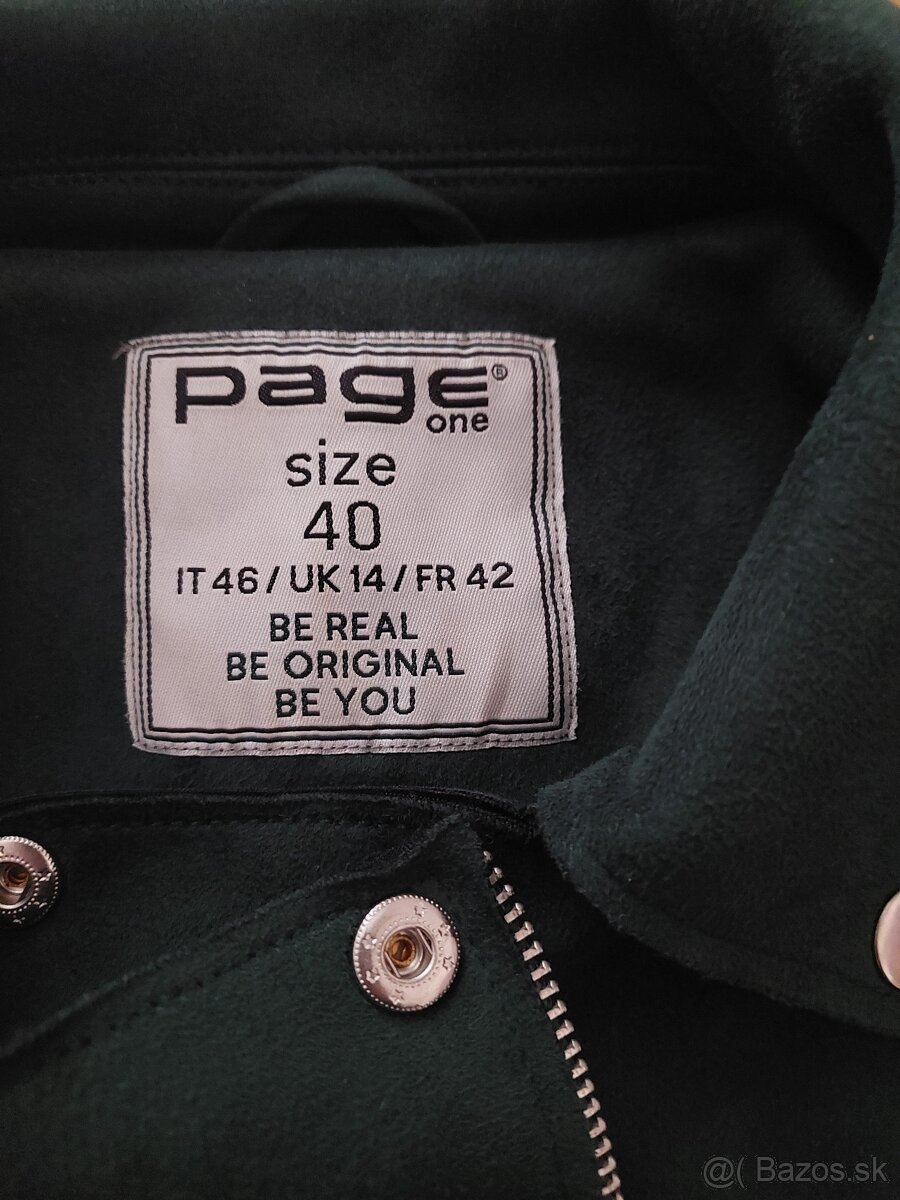 page®
one
size
40
IT 46 / UK 14 / FR 42
BE REAL
BE ORIGINAL
BE YOU
@( Bazos.sk